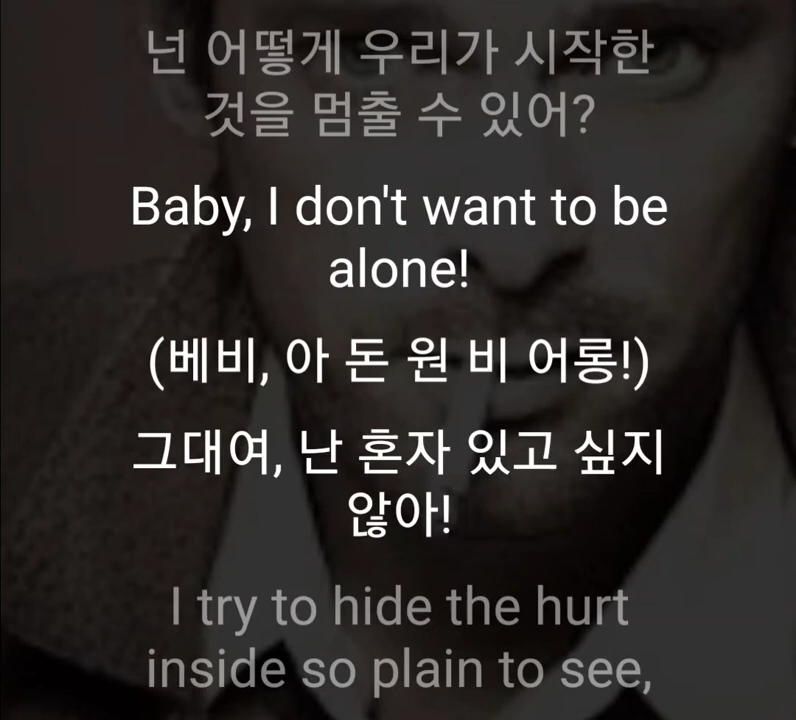 넌 어떻게 우리가 시작한
것을 멈출 수 있어?
Baby, I don't want to be
alone!
(베비, 아 돈 원 비 어롱!)
그대여, 난 혼자 있고 싶지
않아!
I try to hide the hurt
inside so plain to see,